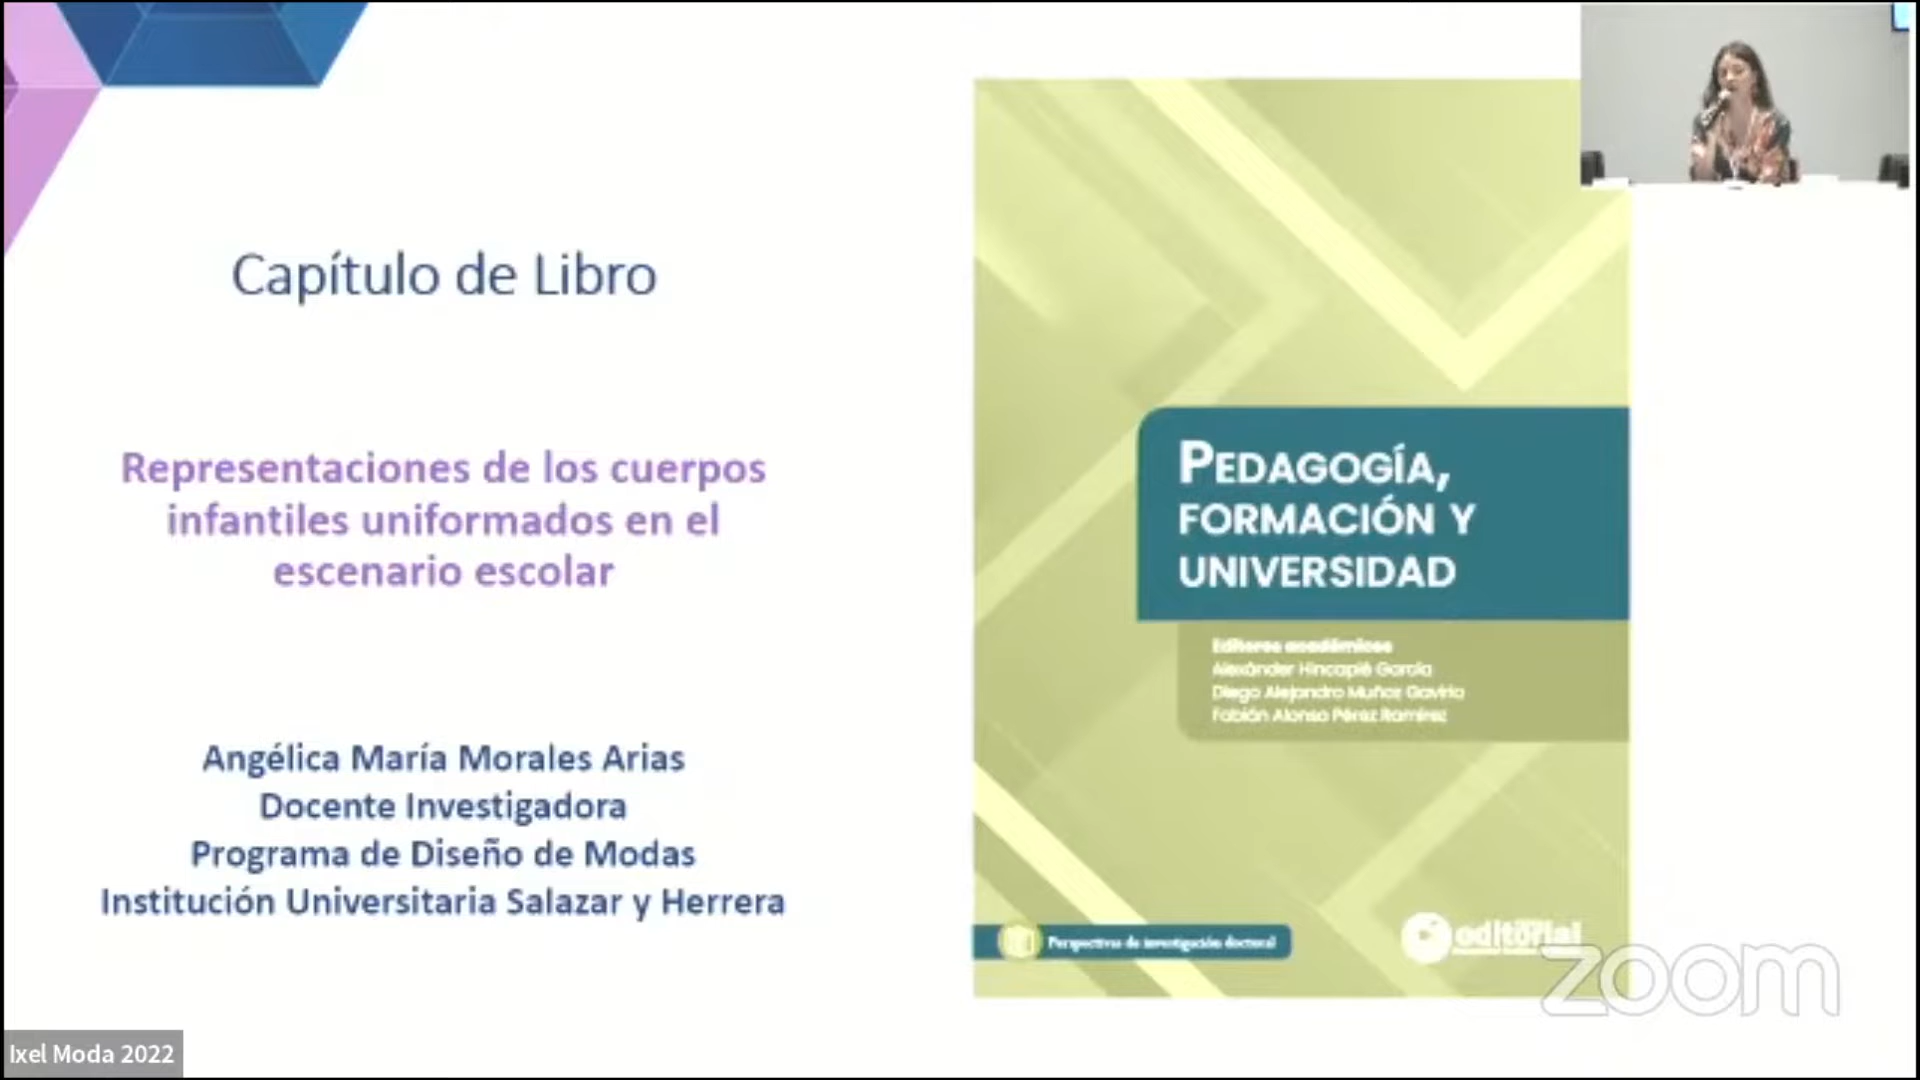 Capítulo de Libro
Representaciones de los cuerpos
infantiles uniformados en el
escenario escolar
Angélica María Morales Arias
Docente Investigadora
Programa de Diseño de Modas
Institución Universitaria Salazar y Herrera
PEDAGOGÍA,
FORMACIÓN Y
UNIVERSIDAD
Editores académicos
Alexánder Hincapié García
Diego Alejandro Muñoz Gaviria
Fabián Alonso Pérez Ramírez
Perspectivas de investigación doctoral
editorial
zoom
Ixel Moda 2022